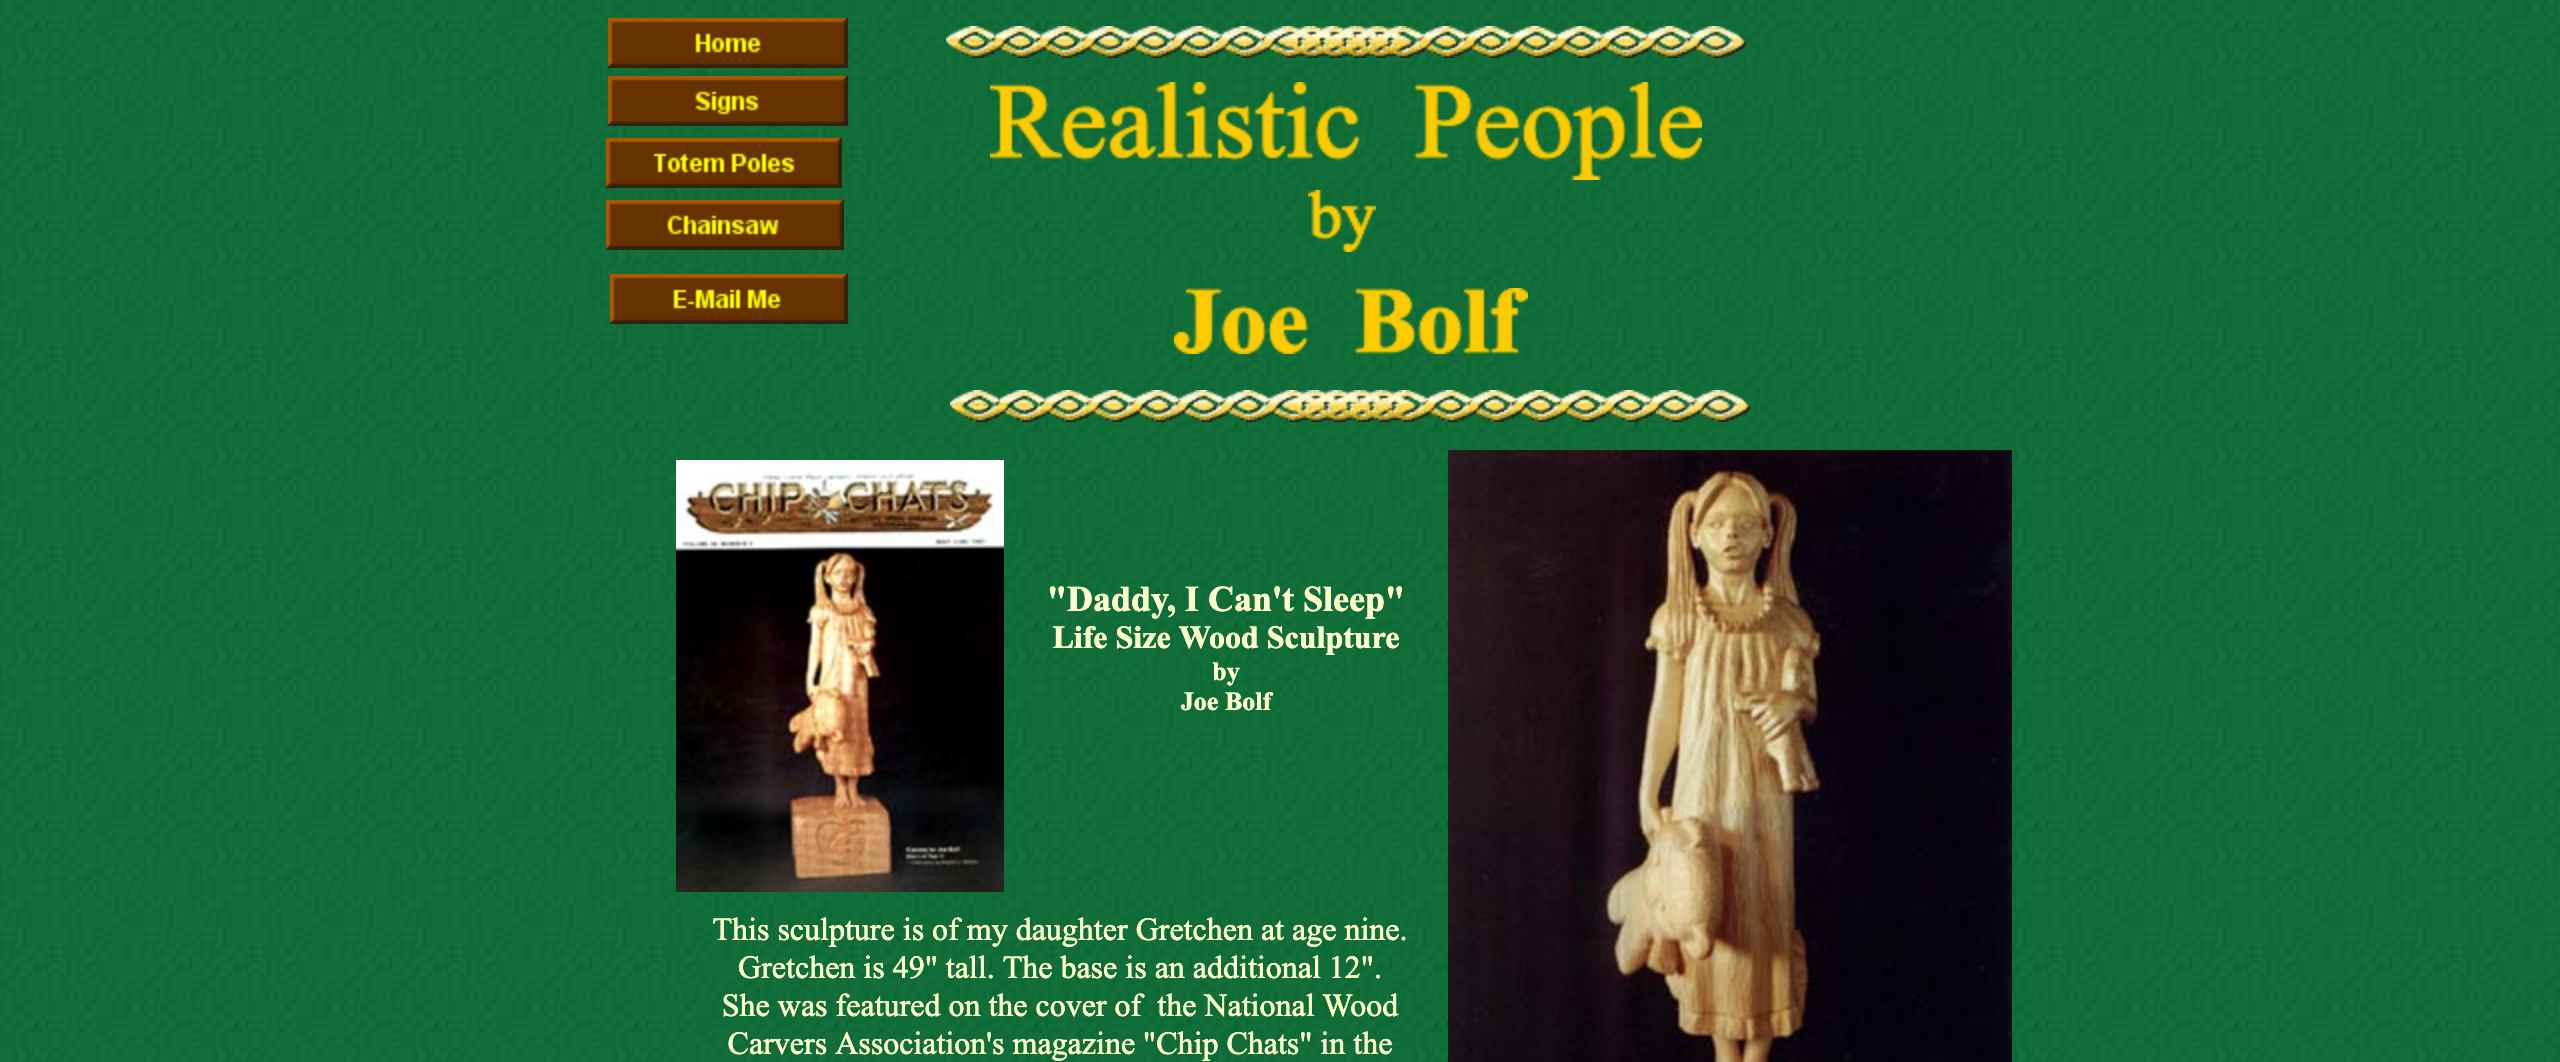 Home
Signs
Totem Poles
Chainsaw
E-Mail Me
Realistic People
by
Joe Bolf
CHIP CHATS
"Daddy, I Can't Sleep"
Life Size Wood Sculpture
by
Joe Bolf
This sculpture is of my daughter Gretchen at age nine.
Gretchen is 49" tall. The base is an additional 12".
She was featured on the cover of the National Wood
Carvers Association's magazine "Chip Chats" in the